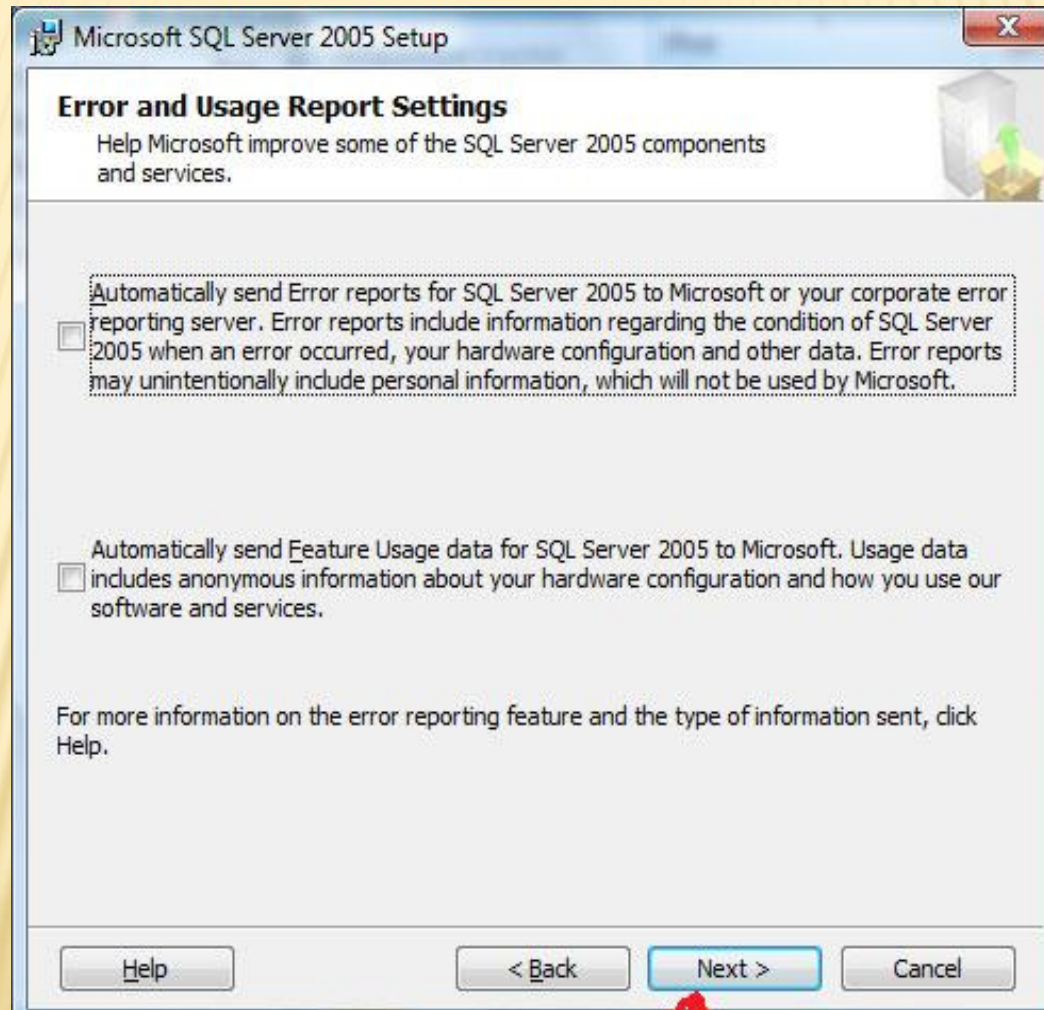 Microsoft SQL Server 2005 Setup
X
Error and Usage Report Settings
Help Microsoft improve some of the SQL Server 2005 components
and services.
Automatically send Error reports for SQL Server 2005 to Microsoft or your corporate error
reporting server. Error reports include information regarding the condition of SQL Server
2005 when an error occurred, your hardware configuration and other data. Error reports
may unintentionally include personal information, which will not be used by Microsoft.
Automatically send Feature Usage data for SQL Server 2005 to Microsoft. Usage data
includes anonymous information about your hardware configuration and how you use our
software and services.
For more information on the error reporting feature and the type of information sent, click
Help.
Help
< Back
Next >
Cancel